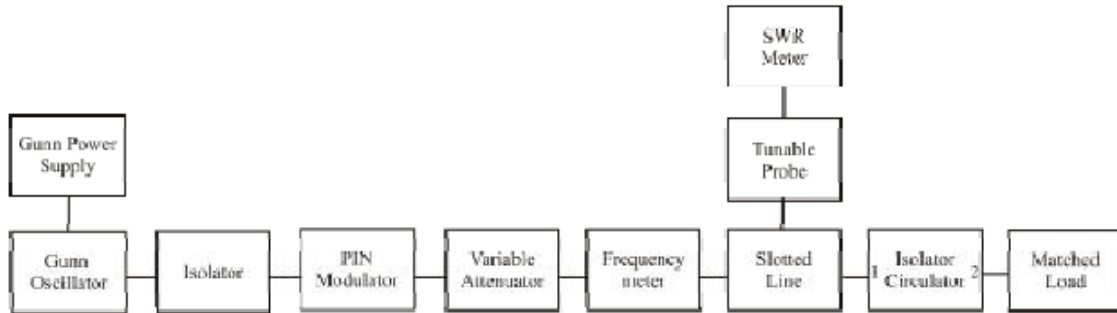 SWR
Meter
Gunn Power
Supply
Tunable
Probe
Gunn
Oscillator
Isolator
PIN
Modulator
Variable
Attenuator
Frequency
meter
Slotted
Line
1 Isolator 2
Circulator
Matched
Load